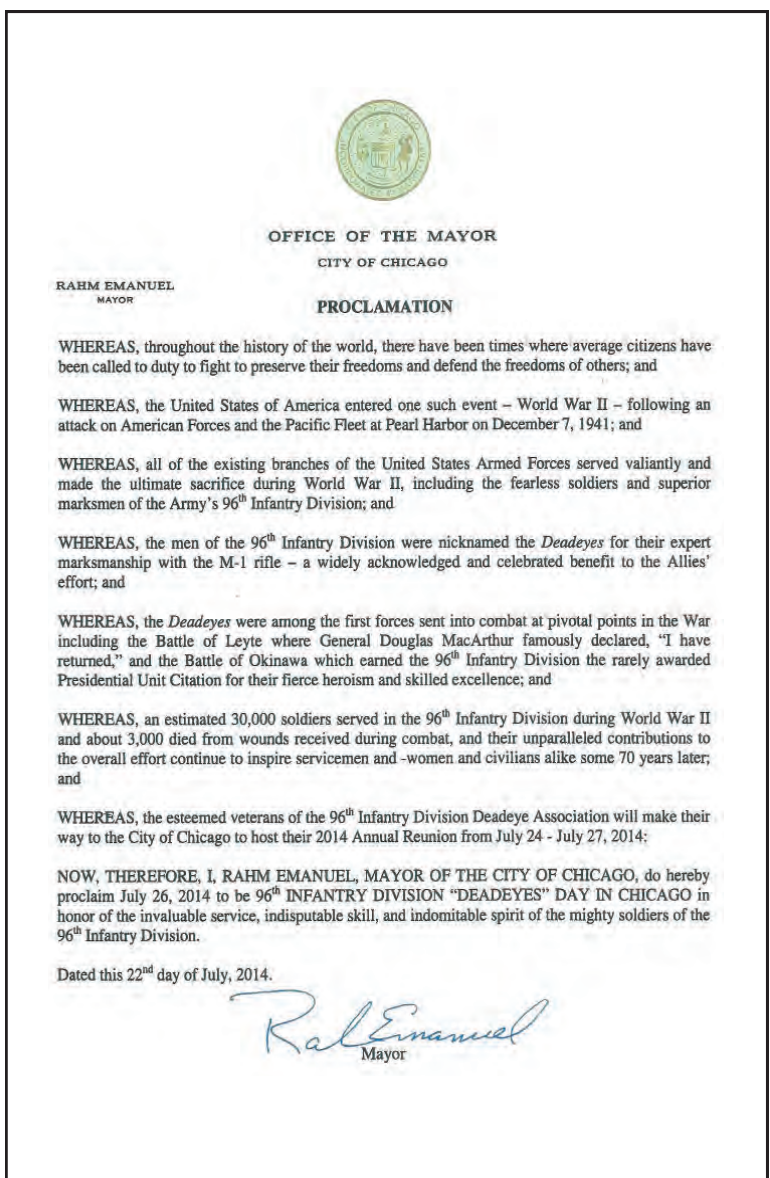 OFFICE OF THE MAYOR
CITY OF CHICAGO
RAHM EMANUEL
MAYOR
PROCLAMATION
WHEREAS, throughout the history of the world, there have been times where average citizens have
been called to duty to fight to preserve their freedoms and defend the freedoms of others; and
WHEREAS, the United States of America entered one such event – World War II – following an
attack on American Forces and the Pacific Fleet at Pearl Harbor on December 7, 1941; and
WHEREAS, all of the existing branches of the United States Armed Forces served valiantly and
made the ultimate sacrifice during World War II, including the fearless soldiers and superior
marksmen of the Army's 96th Infantry Division; and
WHEREAS, the men of the 96th Infantry Division were nicknamed the Deadeyes for their expert
marksmanship with the M-1 rifle – a widely acknowledged and celebrated benefit to the Allies'
effort; and
WHEREAS, the Deadeyes were among the first forces sent into combat at pivotal points in the War
including the Battle of Leyte where General Douglas MacArthur famously declared, "I have
returned," and the Battle of Okinawa which earned the 96th Infantry Division the rarely awarded
Presidential Unit Citation for their fierce heroism and skilled excellence; and
WHEREAS, an estimated 30,000 soldiers served in the 96th Infantry Division during World War II
and about 3,000 died from wounds received during combat, and their unparalleled contributions to
the overall effort continue to inspire servicemen and -women and civilians alike some 70 years later;
and
WHEREAS, the esteemed veterans of the 96th Infantry Division Deadeye Association will make their
way to the City of Chicago to host their 2014 Annual Reunion from July 24 - July 27, 2014:
NOW, THEREFORE, I, RAHM EMANUEL, MAYOR OF THE CITY OF CHICAGO, do hereby
proclaim July 26, 2014 to be 96th INFANTRY DIVISION "DEADEYES" DAY IN CHICAGO in
honor of the invaluable service, indisputable skill, and indomitable spirit of the mighty soldiers of the
96th Infantry Division.
Dated this 22nd day of July, 2014.
Rahm Emanuel
Mayor